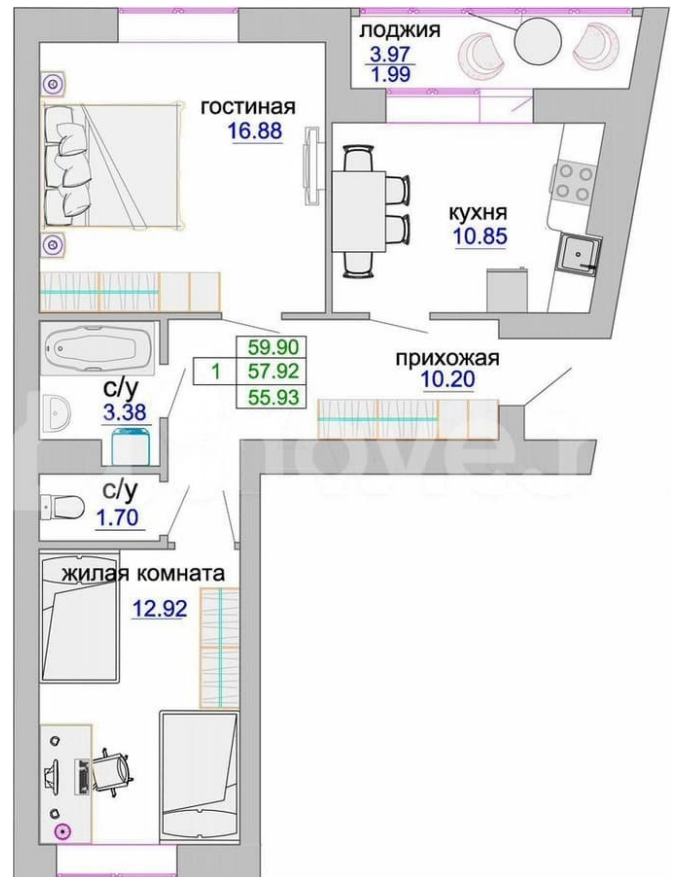 лоджия
3.97
1.99
гостиная
16.88
кухня
10.85
59.90
1 57.92
55.93
прихожая
10.20
с/у
3.38
с/у
1.70
жилая комната
12.92